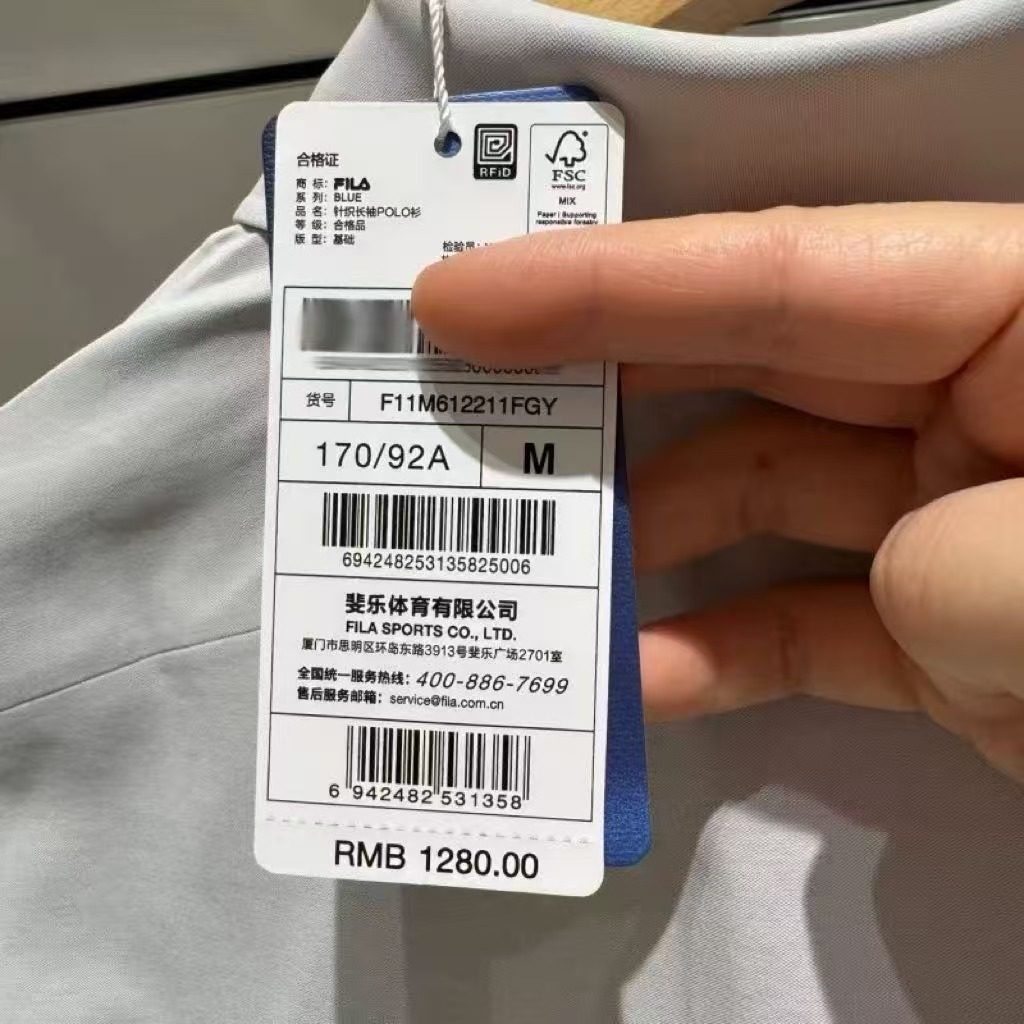 合格证
商 标：FILA
系 列：BLUE
品 名：针织长袖POLO衫
等 级：合格品
版 型：基础
RFiD
FSC
www.fsc.org
MIX
Paper | Supporting
responsible forestry
检验员：
货号 F11M612211FGY
170/92A M
694248253135825006
斐乐体育有限公司
FILA SPORTS CO., LTD.
厦门市思明区环岛东路3913号斐乐广场2701室
全国统一服务热线：400-886-7699
售后服务邮箱：service@fila.com.cn
6 942482 531358
RMB 1280.00